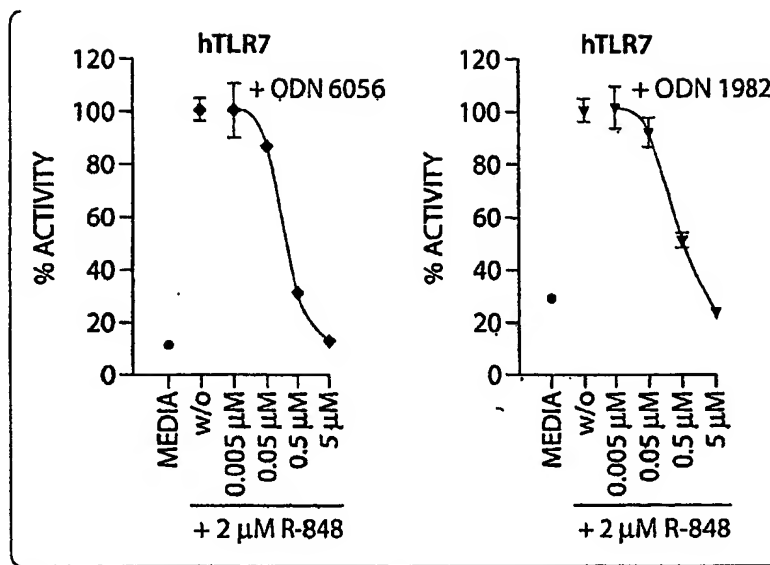 hTLR7
+ ODN 6056
% ACTIVITY
120
100
80
60
40
20
0
MEDIA
w/o
0.005 µM
0.05 µM
0.5 µM
5 µM
+ 2 µM R-848
hTLR7
+ ODN 1982
% ACTIVITY
120
100
80
60
40
20
0
MEDIA
w/o
0.005 µM
0.05 µM
0.5 µM
5 µM
+ 2 µM R-848